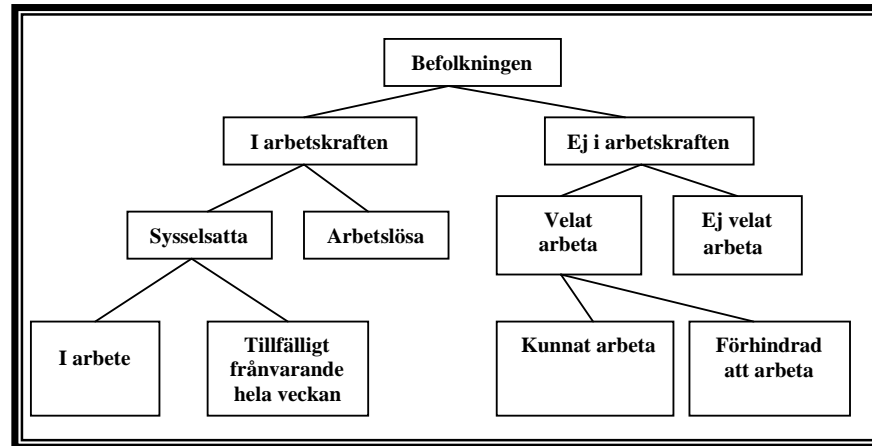 Befolkningen
I arbetskraften
Ej i arbetskraften
Sysselsatta
Arbetslösa
Velat
arbeta
Ej velat
arbeta
I arbete
Tillfälligt
frånvarande
hela veckan
Kunnat arbeta
Förhindrad
att arbeta